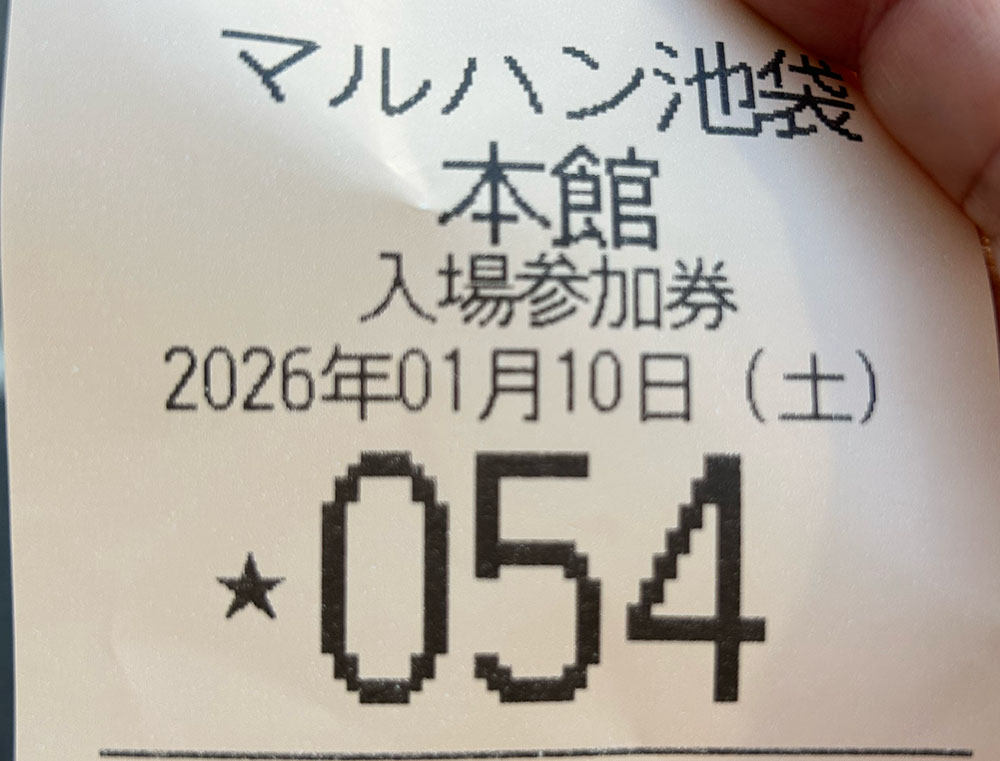 マルハン池袋
本館
入場参加券
2026年01月10日（土）
★054